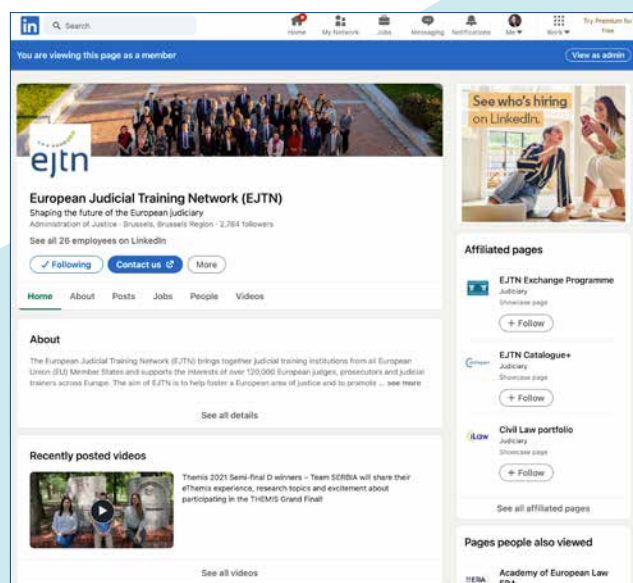 in
Search
Home
My Network
Jobs
Messaging
Notifications
Me
Work
Try Premium for
free
You are viewing this page as a member
View as admin
ejtn
European Judicial Training Network (EJTN)
Shaping the future of the European judiciary
Administration of Justice · Brussels, Brussels Region · 2,784 followers
See all 26 employees on LinkedIn
Following
Contact us
More
Home About Posts Jobs People Videos
About
The European Judicial Training Network (EJTN) brings together judicial training institutions from all European
Union (EU) Member States and supports the interests of over 120,000 European judges, prosecutors and judicial
trainers across Europe. The aim of EJTN is to help foster a European area of justice and to promote ... see more
See all details
Recently posted videos
Themis 2021 Semi-final D winners – Team SERBIA will share their
eThemis experience, research topics and excitement about
participating in the THEMIS Grand Final!
See all videos
See who's hiring
on LinkedIn.
Affiliated pages
EJTN Exchange Programme
Judiciary
Showcase page
+ Follow
EJTN Catalogue+
Judiciary
Showcase page
+ Follow
iLaw
Civil Law portfolio
Judiciary
Showcase page
+ Follow
See all affiliated pages
Pages people also viewed
ERA
Academy of European Law